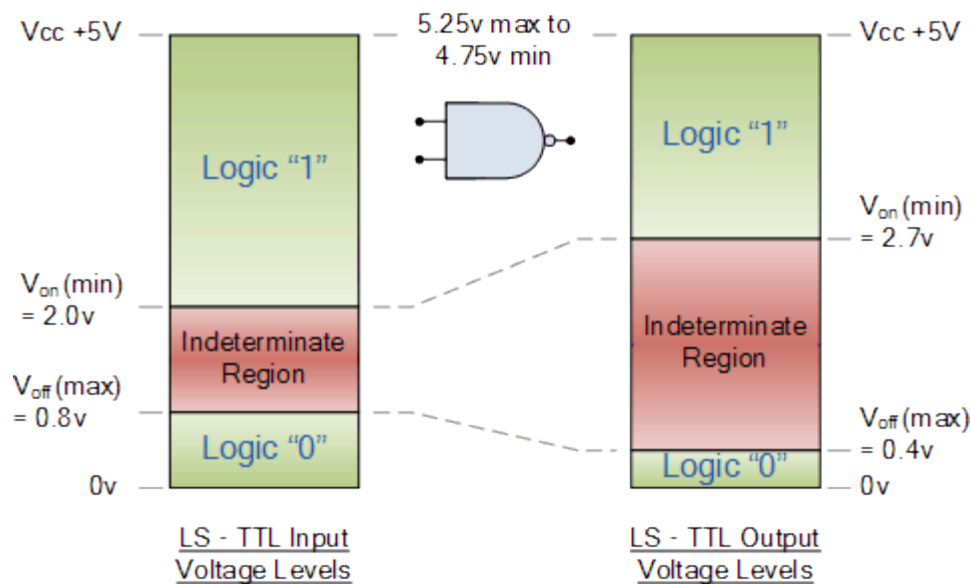 Vcc +5V
5.25v max to
4.75v min
Vcc +5V
Logic “1”
Logic “1”
Von (min)
= 2.0v
Von (min)
= 2.7v
Indeterminate
Region
Indeterminate
Region
Voff (max)
= 0.8v
Voff (max)
= 0.4v
Logic “0”
Logic “0”
0v
0v
LS - TTL Input
Voltage Levels
LS - TTL Output
Voltage Levels